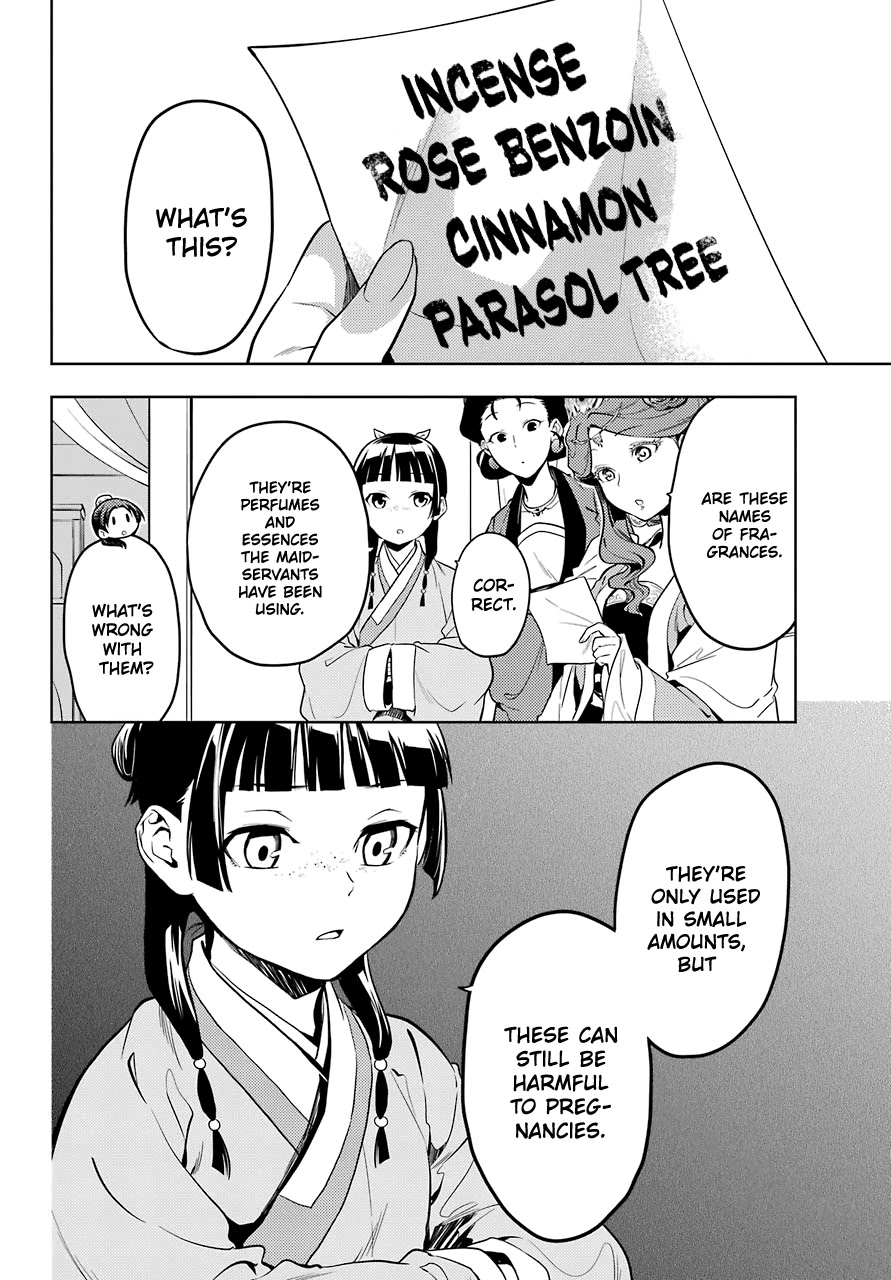 INCENSE
ROSE BENZOIN
CINNAMON
PARASOL TREE
WHAT'S
THIS?
ARE THESE
NAMES
OF FRA-
GRANCES.
COR-
RECT.
THEY'RE
PERFUMES
AND
ESSENCES
THE MAID-
SERVANTS
HAVE BEEN
USING.
WHAT'S
WRONG
WITH
THEM?
THEY'RE
ONLY USED
IN SMALL
AMOUNTS,
BUT
THESE CAN
STILL BE
HARMFUL
TO PREG-
NANCIES.